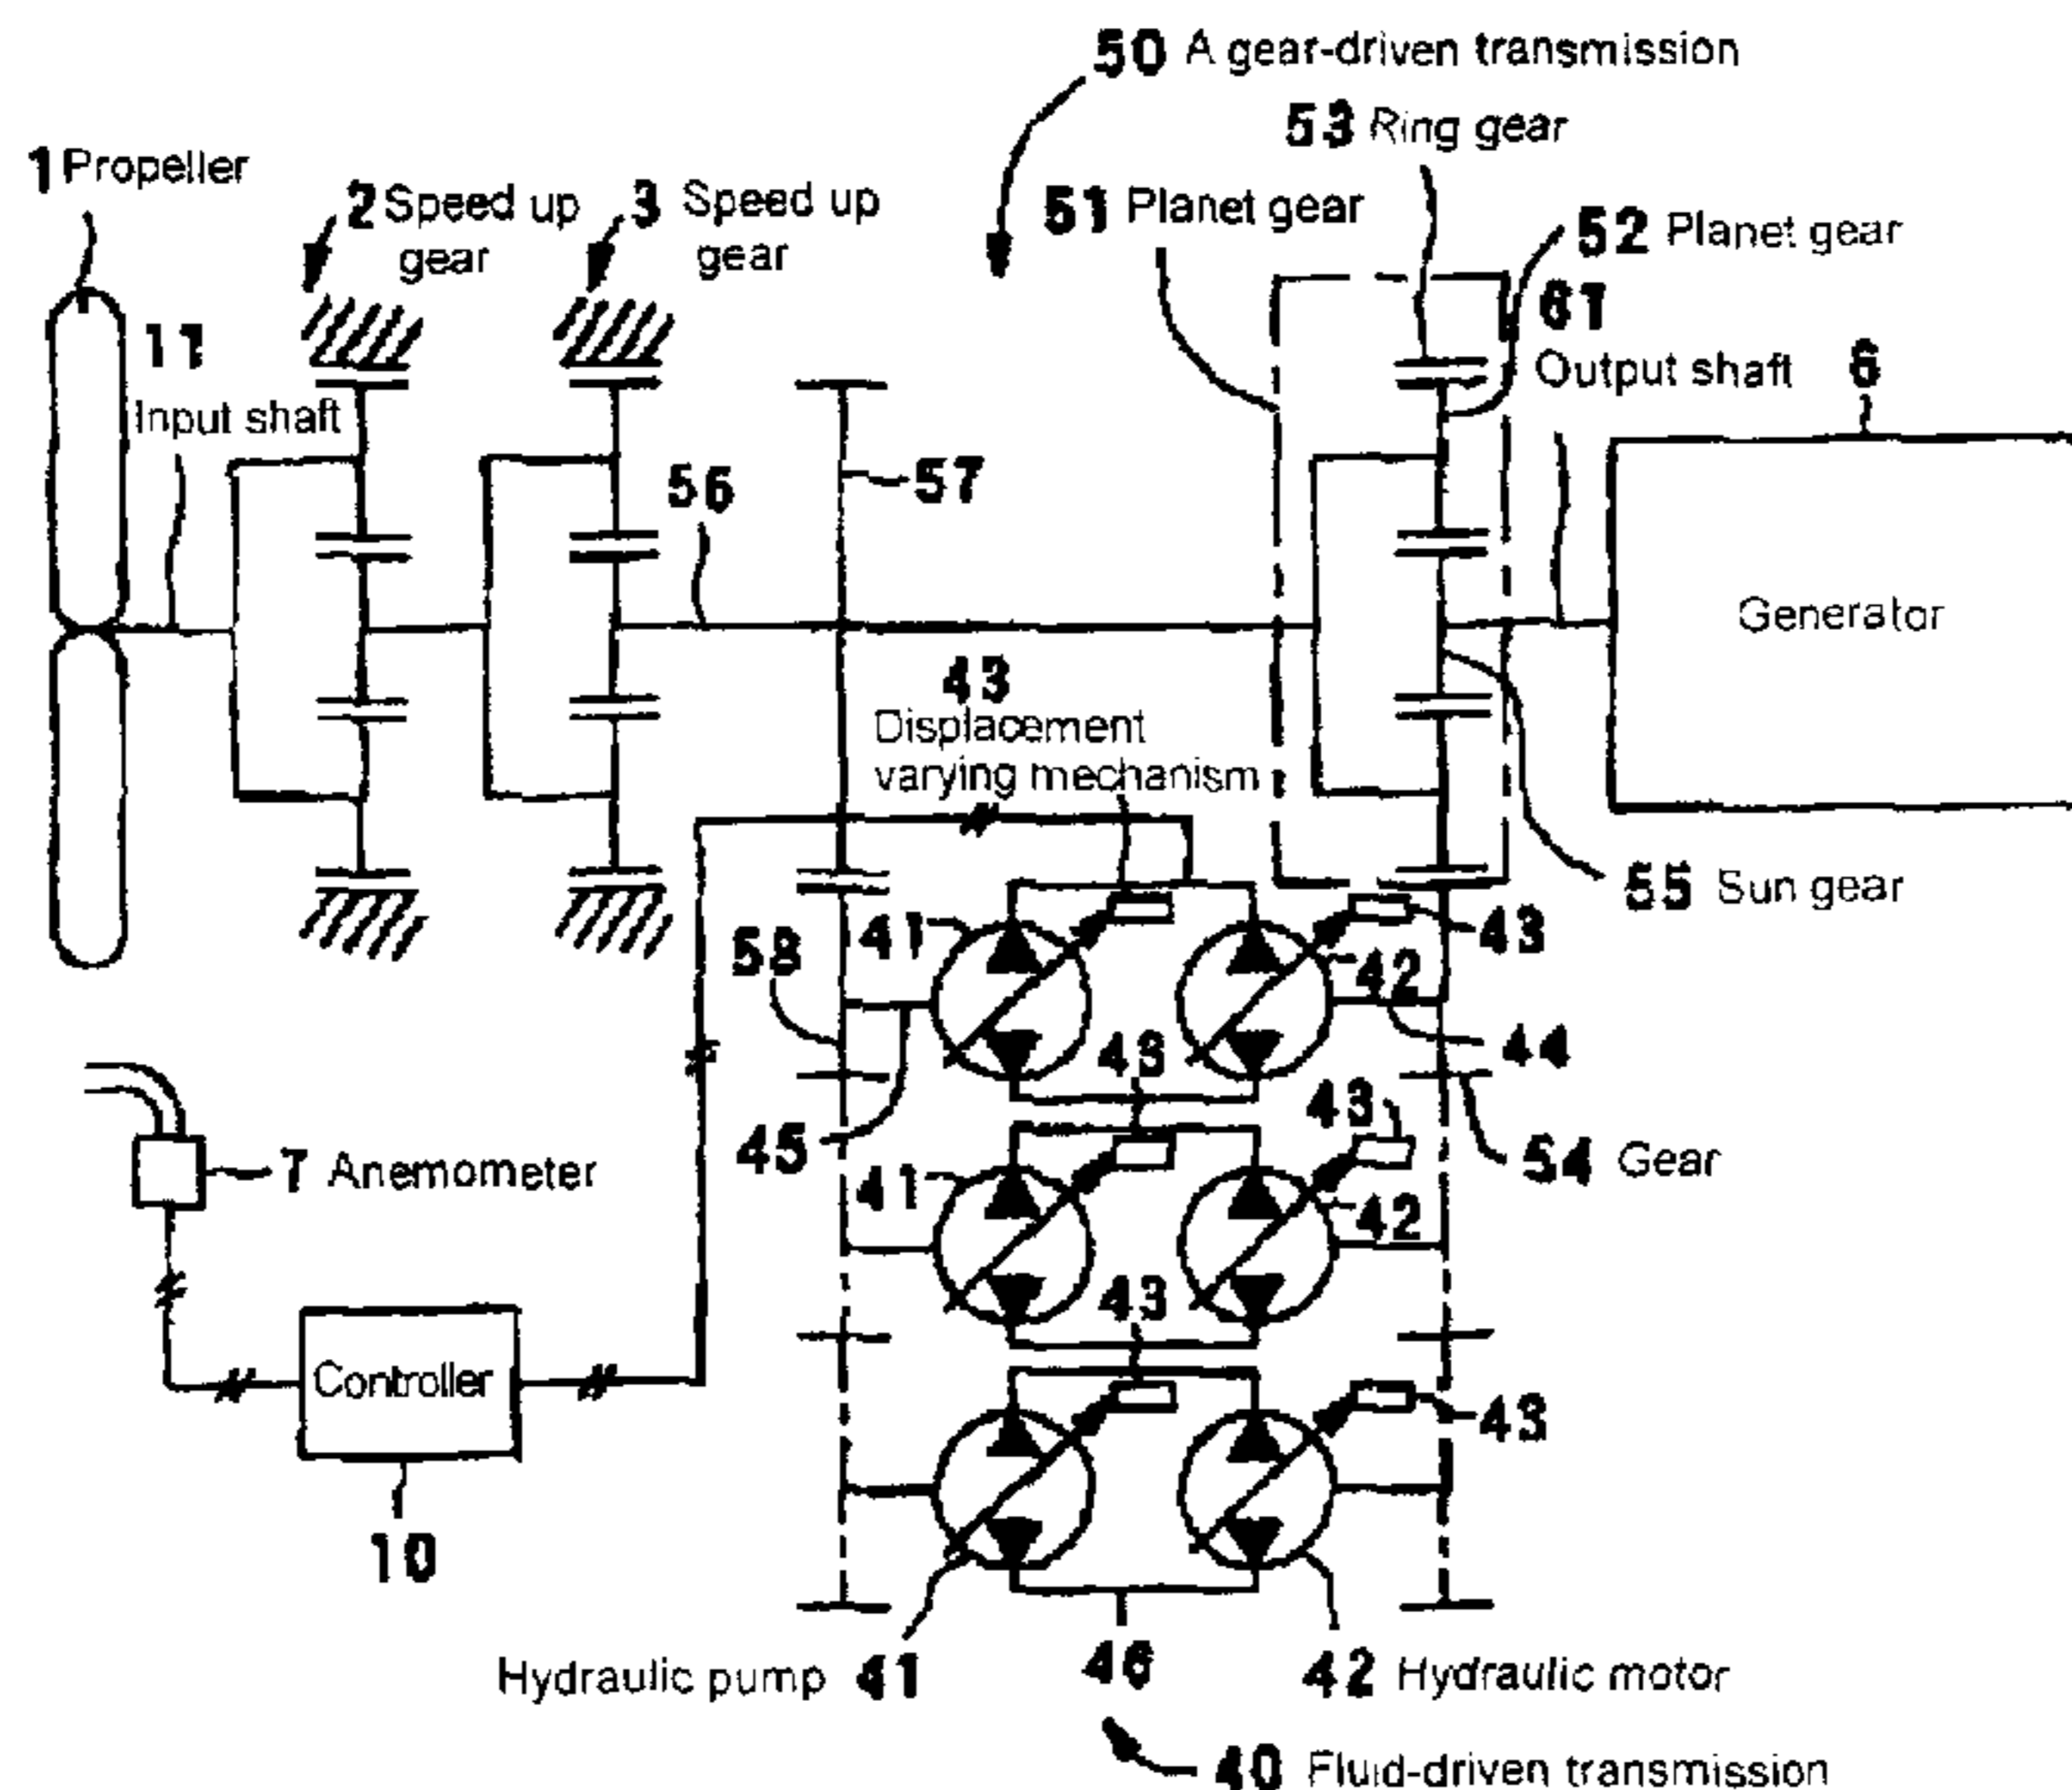 50 A gear-driven transmission
53 Ring gear
1 Propeller
2 Speed up
gear
3 Speed up
gear
51 Planet gear
52 Planet gear
61
Output shaft
6
11
Input shaft
56
57
Generator
43
Displacement
varying mechanism
55 Sun gear
41
42
43
58
44
43
43
45
54 Gear
7 Anemometer
41
42
43
Controller
43
10
Hydraulic pump 41
46
42 Hydraulic motor
40 Fluid-driven transmission